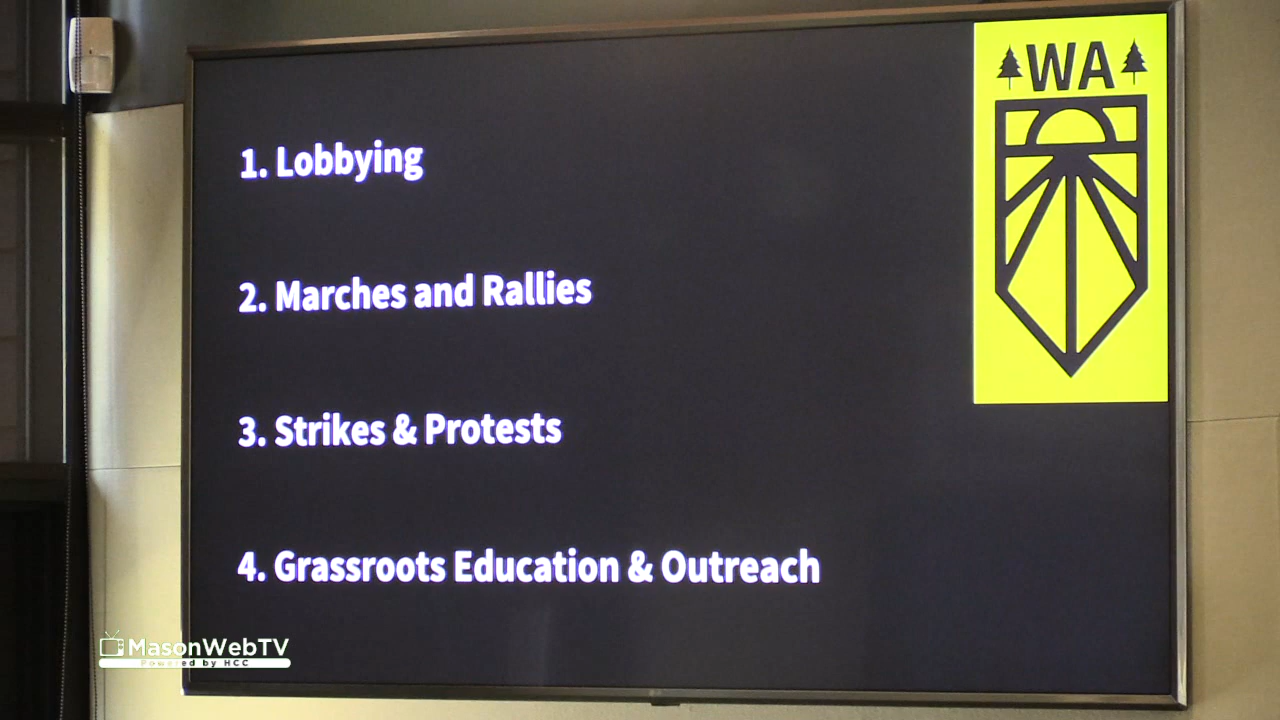 WA
1. Lobbying
2. Marches and Rallies
3. Strikes & Protests
4. Grassroots Education & Outreach
MasonWebTV
Powered by HCC